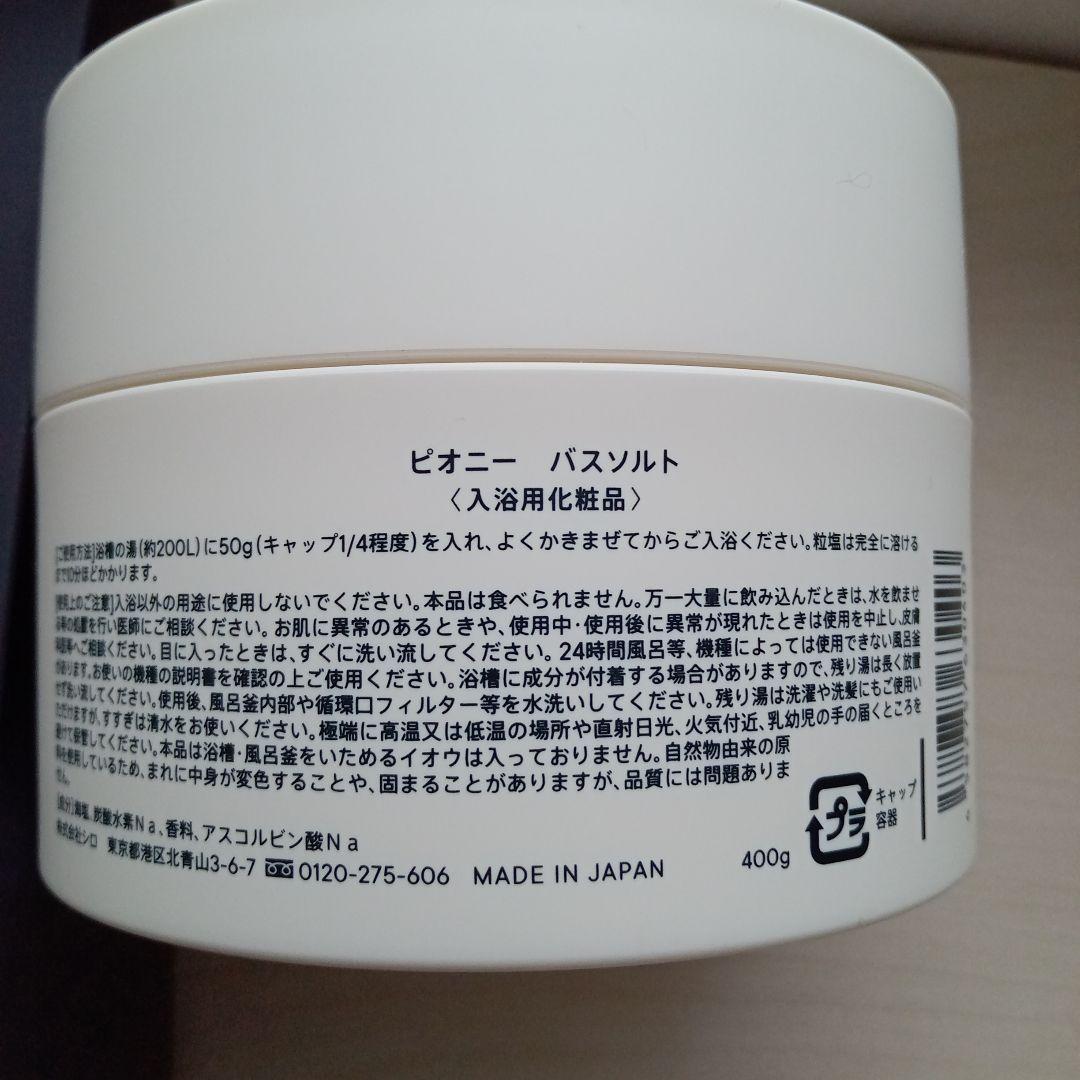 ピオニー　バスソルト
〈入浴用化粧品〉
[ご使用方法]浴槽の湯(約200L)に50g(キャップ1/4程度)を入れ、よくかきまぜてからご入浴ください。粒塩は完全に溶ける
まで10分ほどかかります。
[使用上のご注意]入浴以外の用途に使用しないでください。本品は食べられません。万一大量に飲み込んだときは、水を飲ませ
る等の処置を行い医師にご相談ください。お肌に異常のあるときや、使用中・使用後に異常が現れたときは使用を中止し、皮膚
科医等へご相談ください。目に入ったときは、すぐに洗い流してください。24時間風呂等、機種によっては使用できない風呂釜
があります。お使いの機種の説明書を確認の上ご使用ください。浴槽に成分が付着する場合がありますので、残り湯は長く放置
せず洗い流してください。使用後、風呂釜内部や循環口フィルター等を水洗いしてください。残り湯は洗濯や洗髪にもご使用い
ただけますが、すすぎは清水をお使いください。極端に高温又は低温の場所や直射日光、火気付近、乳幼児の手の届くところを
避けて保管してください。本品は浴槽・風呂釜をいためるイオウは入っておりません。自然物由来の原
料を使用しているため、まれに中身が変色することや、固まることがありますが、品質には問題ありま
せん。
[成分]海塩、炭酸水素Na、香料、アスコルビン酸Na
株式会社シロ　東京都港区北青山3-6-7 0120-275-606 MADE IN JAPAN
400g
プラ
キャップ
容器